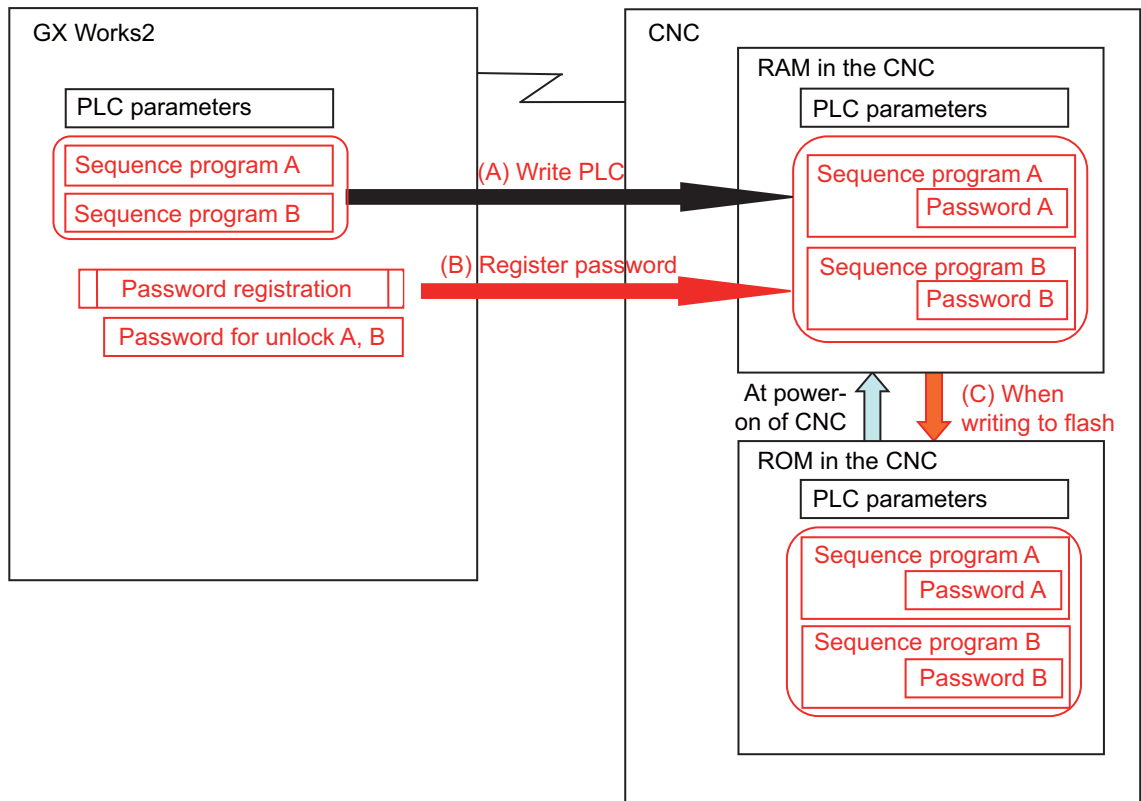 GX Works2
PLC parameters
Sequence program A
Sequence program B
Password registration
Password for unlock A, B
(A) Write PLC
(B) Register password
CNC
RAM in the CNC
PLC parameters
Sequence program A
Password A
Sequence program B
Password B
At power-
on of CNC
(C) When
writing to flash
ROM in the CNC
PLC parameters
Sequence program A
Password A
Sequence program B
Password B